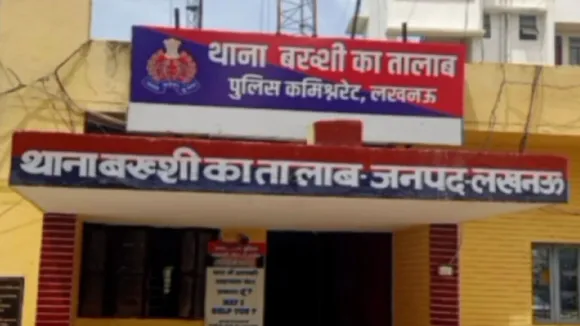 थाना बख्शी का तालाब
पुलिस कमिश्नरेट, लखनऊ
थाना बख्शी का तालाब - जनपद - लखनऊ
MAY I
HELP YOU ?